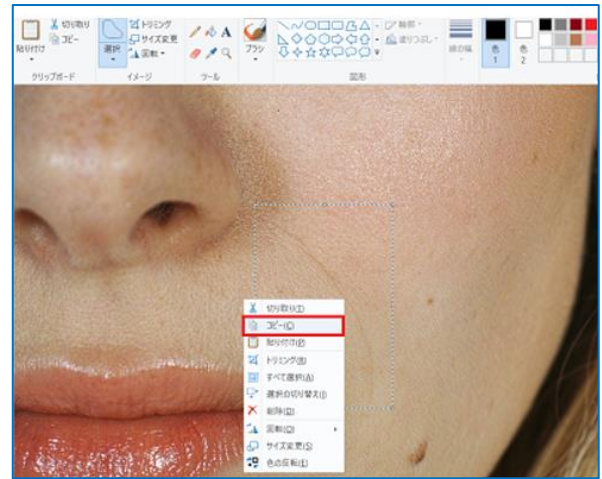 切り取り
コピー
貼り付け
選択
トリミング
サイズ変更
回転
A
ブラシ
輪郭
塗りつぶし
線の幅
色
1
色
2
クリップボード
イメージ
ツール
図形
切り取り(T)
コピー(C)
貼り付け(P)
トリミング(R)
すべて選択(A)
選択の切り替え(I)
削除(D)
回転(O)
サイズ変更(S)
色の反転(E)